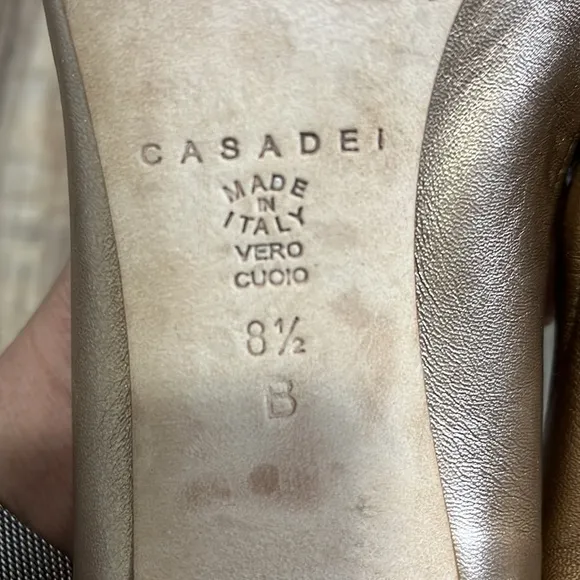 CASADEI
MADE
IN
ITALY
VERO
CUOIO
8½
B